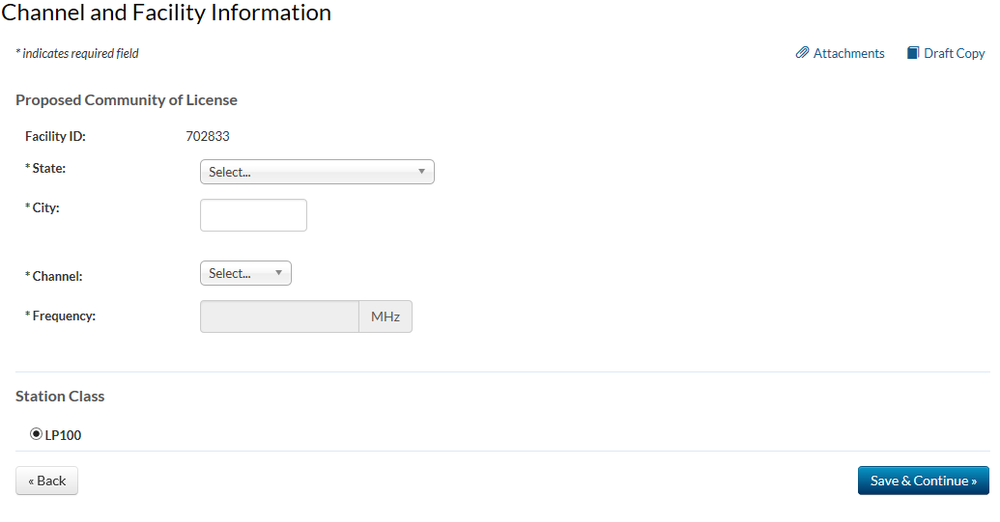 Channel and Facility Information
* indicates required field
Attachments Draft Copy
Proposed Community of License
Facility ID: 702833
* State: Select...
* City:
* Channel: Select...
* Frequency: MHz
Station Class
LP100
« Back Save & Continue »